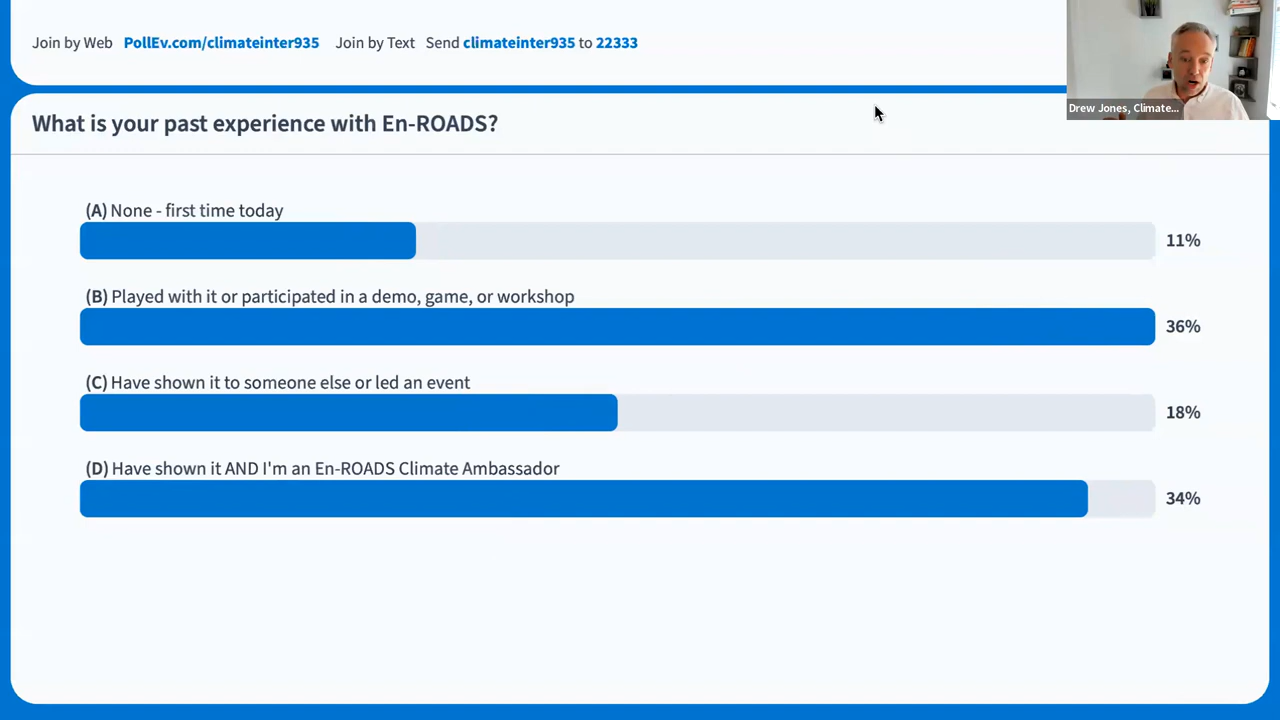 Join by Web PollEv.com/climateinter935 Join by Text Send climateinter935 to 22333
Drew Jones, Climate...
What is your past experience with En-ROADS?
(A) None - first time today
11%
(B) Played with it or participated in a demo, game, or workshop
36%
(C) Have shown it to someone else or led an event
18%
(D) Have shown it AND I'm an En-ROADS Climate Ambassador
34%